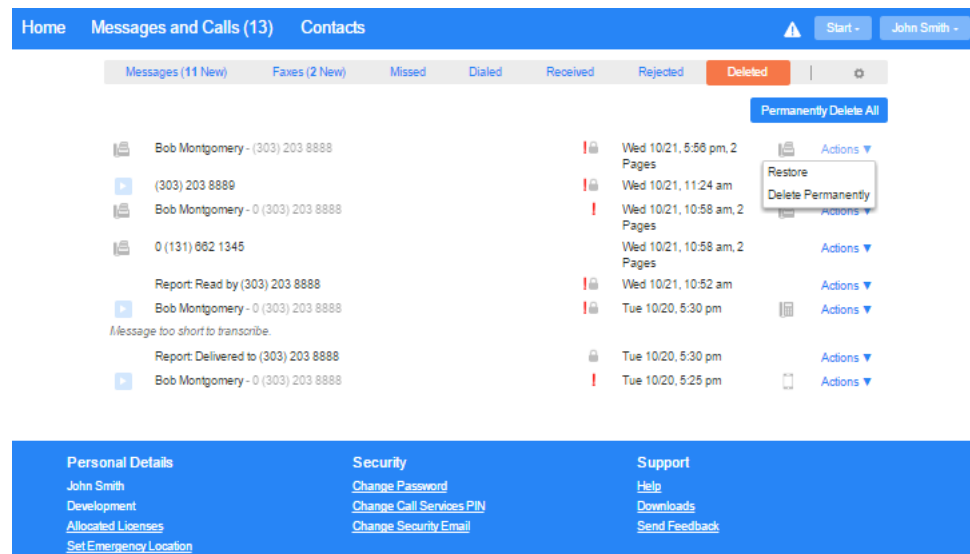 Home Messages and Calls (13) Contacts Start - John Smith -
Messages (11 New) Faxes (2 New) Missed Dialed Received Rejected Deleted
Permanently Delete All
Bob Montgomery - (303) 203 8888 ! Wed 10/21, 5:56 pm, 2 Actions ▼
Pages
Restore
(303) 203 8889 ! Wed 10/21, 11:24 am
Delete Permanently
Bob Montgomery - 0 (303) 203 8888 ! Wed 10/21, 10:58 am, 2 Actions ▼
Pages
0 (131) 662 1345 Wed 10/21, 10:58 am, 2 Actions ▼
Pages
Report: Read by (303) 203 8888 ! Wed 10/21, 10:52 am Actions ▼
Bob Montgomery - 0 (303) 203 8888 ! Tue 10/20, 5:30 pm Actions ▼
Message too short to transcribe.
Report: Delivered to (303) 203 8888 Tue 10/20, 5:30 pm Actions ▼
Bob Montgomery - 0 (303) 203 8888 ! Tue 10/20, 5:25 pm Actions ▼
Personal Details Security Support
John Smith Change Password Help
Development Change Call Services PIN Downloads
Allocated Licenses Change Security Email Send Feedback
Set Emergency Location